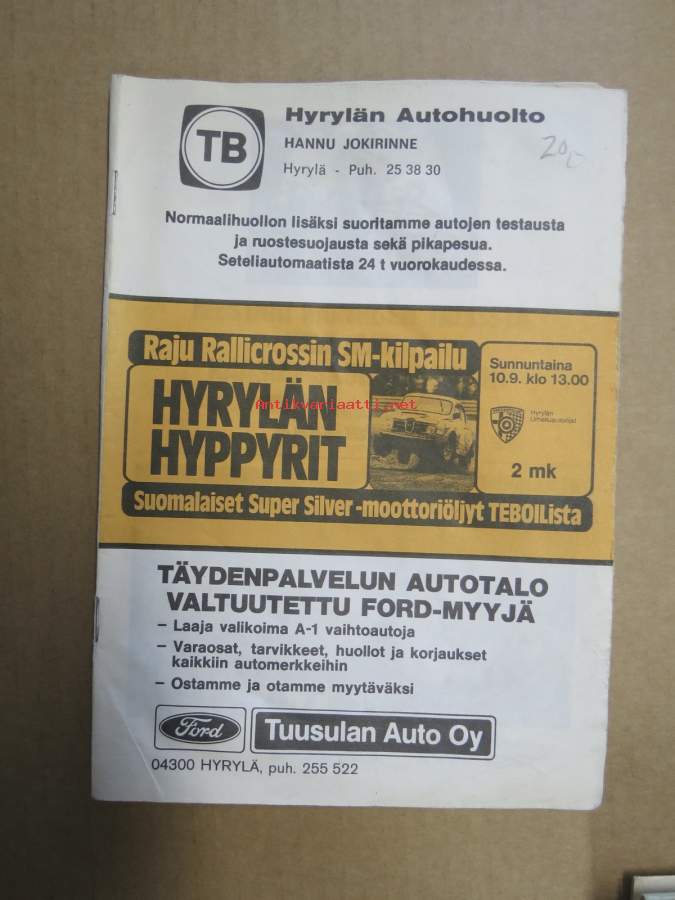 TB
Hyrylän Autohuolto
HANNU JOKIRINNE
Hyrylä - Puh. 25 38 30
20,-
Normaalihuollon lisäksi suoritamme autojen testausta
ja ruostesuojausta sekä pikapesua.
Seteliautomaatista 24 t vuorokaudessa.
Raju Rallicrossin SM-kilpailu
HYRYLÄN
HYPPYRIT
Antikvariaatti.net
Sunnuntaina
10.9. klo 13.00
Hyrylän
Urheiluautoilijat
2 mk
Suomalaiset Super Silver-moottoriöljyt TEBOILista
TÄYDENPALVELUN AUTOTALO
VALTUUTETTU FORD-MYYJÄ
– Laaja valikoima A-1 vaihtoautoja
– Varaosat, tarvikkeet, huollot ja korjaukset
kaikkiin automerkkeihin
– Ostamme ja otamme myytäväksi
Ford
Tuusulan Auto Oy
04300 HYRYLÄ, puh. 255 522